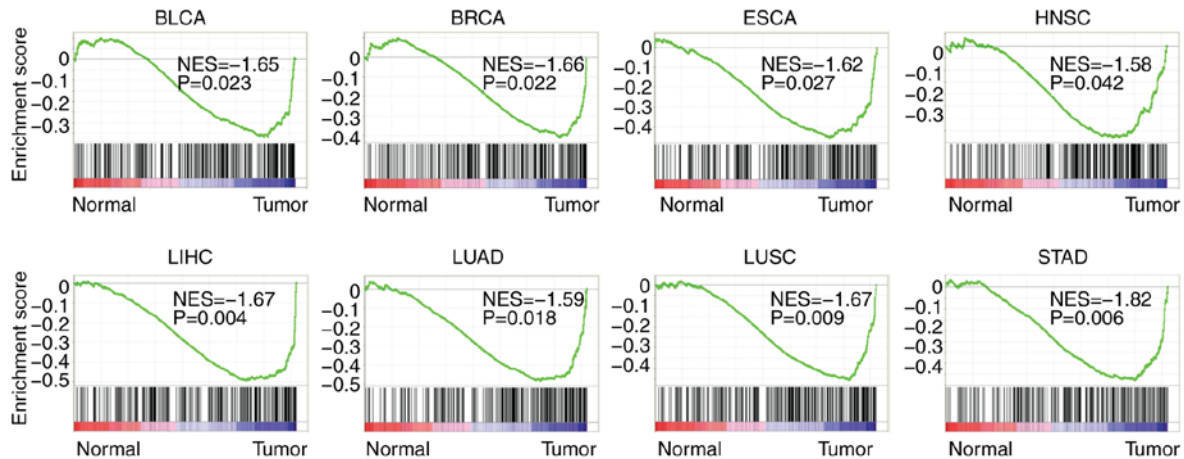 BLCA
BRCA
ESCA
HNSC
Enrichment score
0
−0.1
−0.2
−0.3
NES=−1.65
P=0.023
Normal
Tumor
0
−0.1
−0.2
−0.3
−0.4
NES=−1.66
P=0.022
Normal
Tumor
0
−0.1
−0.2
−0.3
−0.4
NES=−1.62
P=0.027
Normal
Tumor
0
−0.1
−0.2
−0.3
NES=−1.58
P=0.042
Normal
Tumor
LIHC
LUAD
LUSC
STAD
Enrichment score
0
−0.1
−0.2
−0.3
−0.4
−0.5
NES=−1.67
P=0.004
Normal
Tumor
0
−0.1
−0.2
−0.3
−0.4
−0.5
NES=−1.59
P=0.018
Normal
Tumor
0
−0.1
−0.2
−0.3
−0.4
NES=−1.67
P=0.009
Normal
Tumor
0
−0.1
−0.2
−0.3
−0.4
NES=−1.82
P=0.006
Normal
Tumor